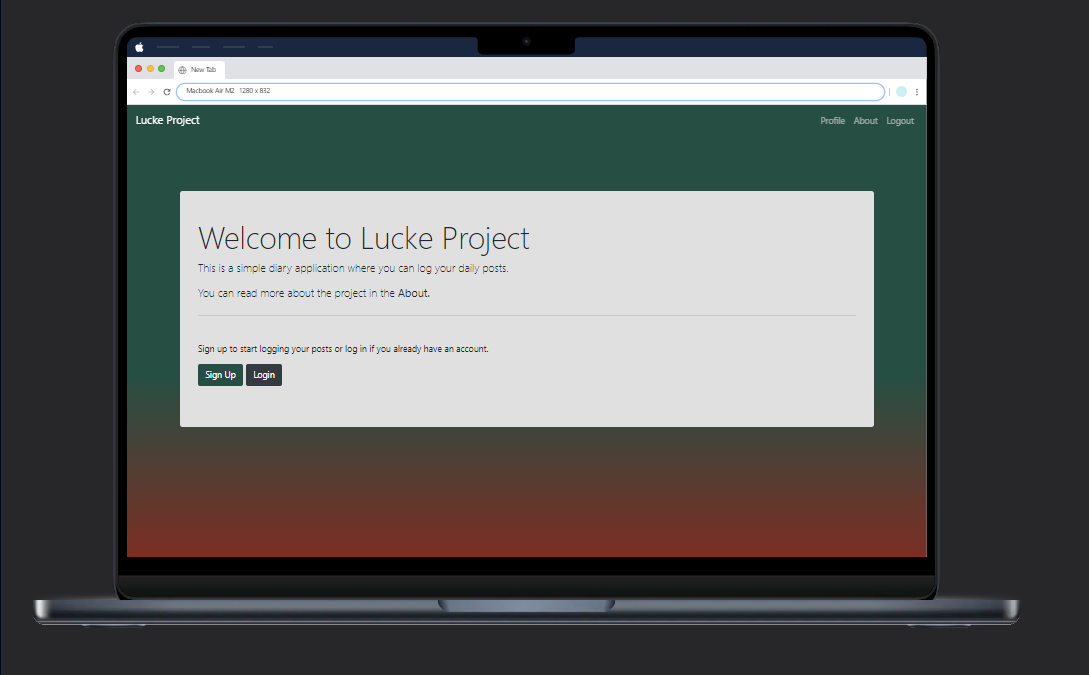 New Tab
Macbook Air M2 1280 x 832
Lucke Project
Profile About Logout
Welcome to Lucke Project
This is a simple diary application where you can log your daily posts.
You can read more about the project in the About.
Sign up to start logging your posts or log in if you already have an account.
Sign Up Login